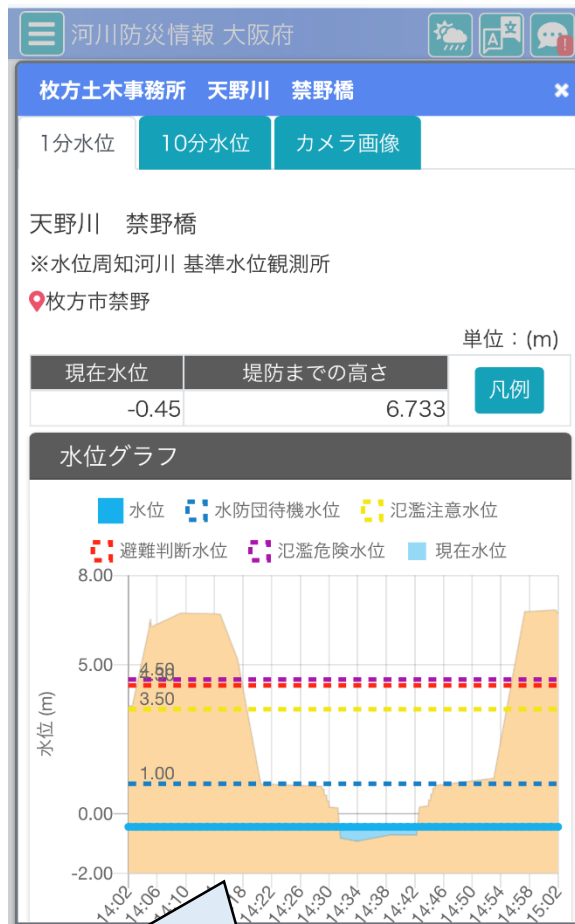 河川防災情報 大阪府
枚方土木事務所 天野川 禁野橋 ×
1分水位 10分水位 カメラ画像
天野川 禁野橋
※水位周知河川 基準水位観測所
枚方市禁野
単位：(m)
現在水位 堤防までの高さ 凡例
-0.45 6.733
水位グラフ
水位 水防団待機水位 氾濫注意水位
避難判断水位 氾濫危険水位 現在水位
8.00
5.00
4.50
3.50
1.00
0.00
-2.00
水位 (m)
14:02 14:06 14:10 18 14:22 14:26 14:30 14:34 14:38 14:42 14:46 14:50 14:54 14:58 15:02